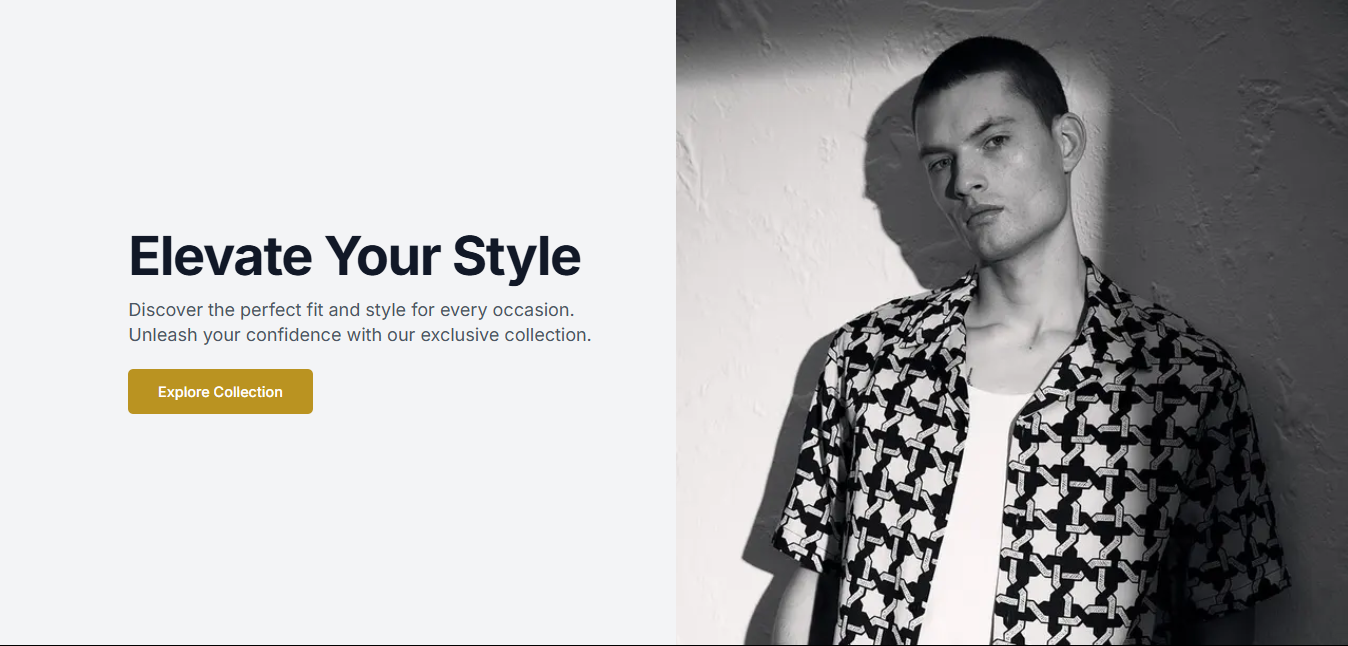 Elevate Your Style
Discover the perfect fit and style for every occasion.
Unleash your confidence with our exclusive collection.
Explore Collection